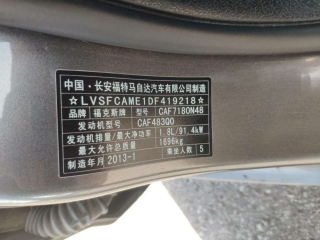 中国·长安福特马自达汽车有限公司制造
☆LVSFCAME1DF419218☆
品牌 福克斯牌 型号 CAF7180N48
发动机型号 CAF483Q0
发动机排量/最大净功率 1.8L/91.4kW
最大允许总质量 1696kg
制造年月 2013-1 乘坐人数 5